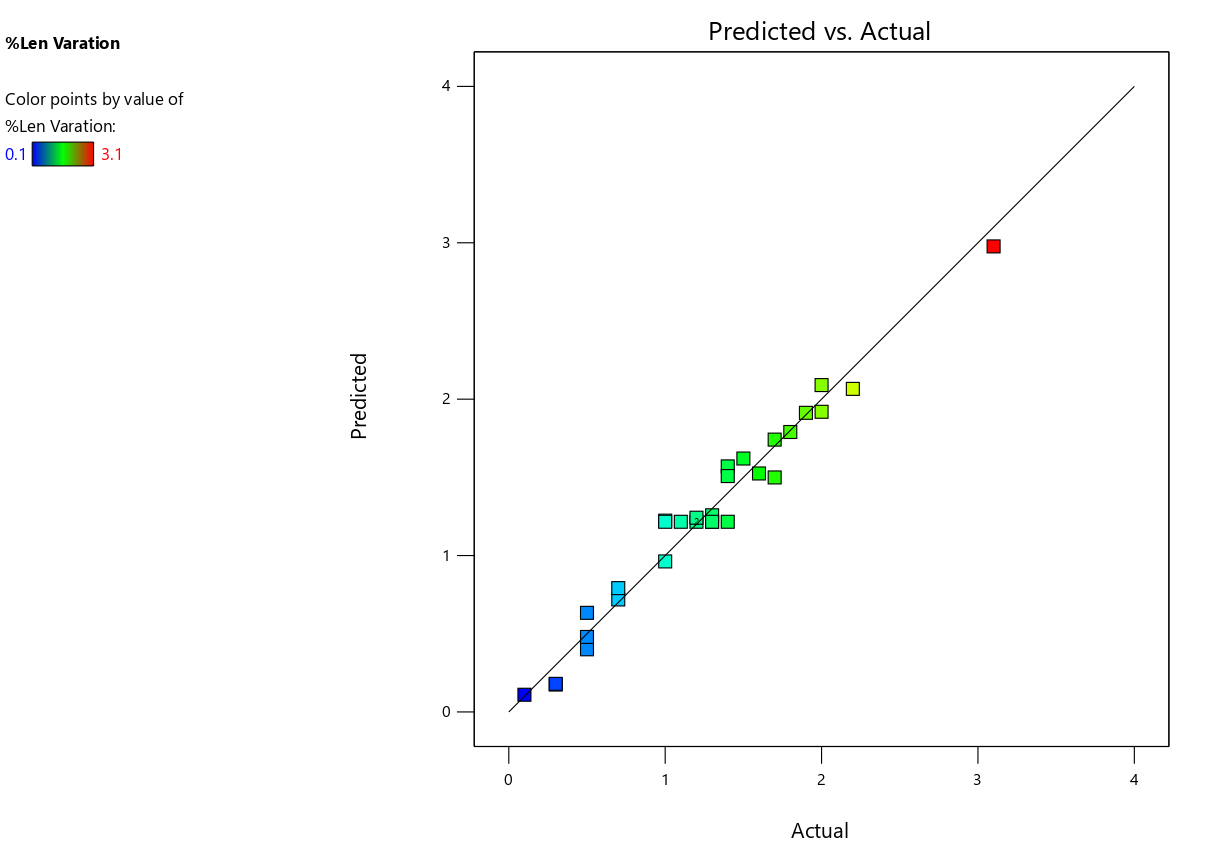 %Len Varation
Color points by value of
%Len Varation:
0.1 3.1
Predicted vs. Actual
4
3
2
1
0
Predicted
2
0 1 2 3 4
Actual